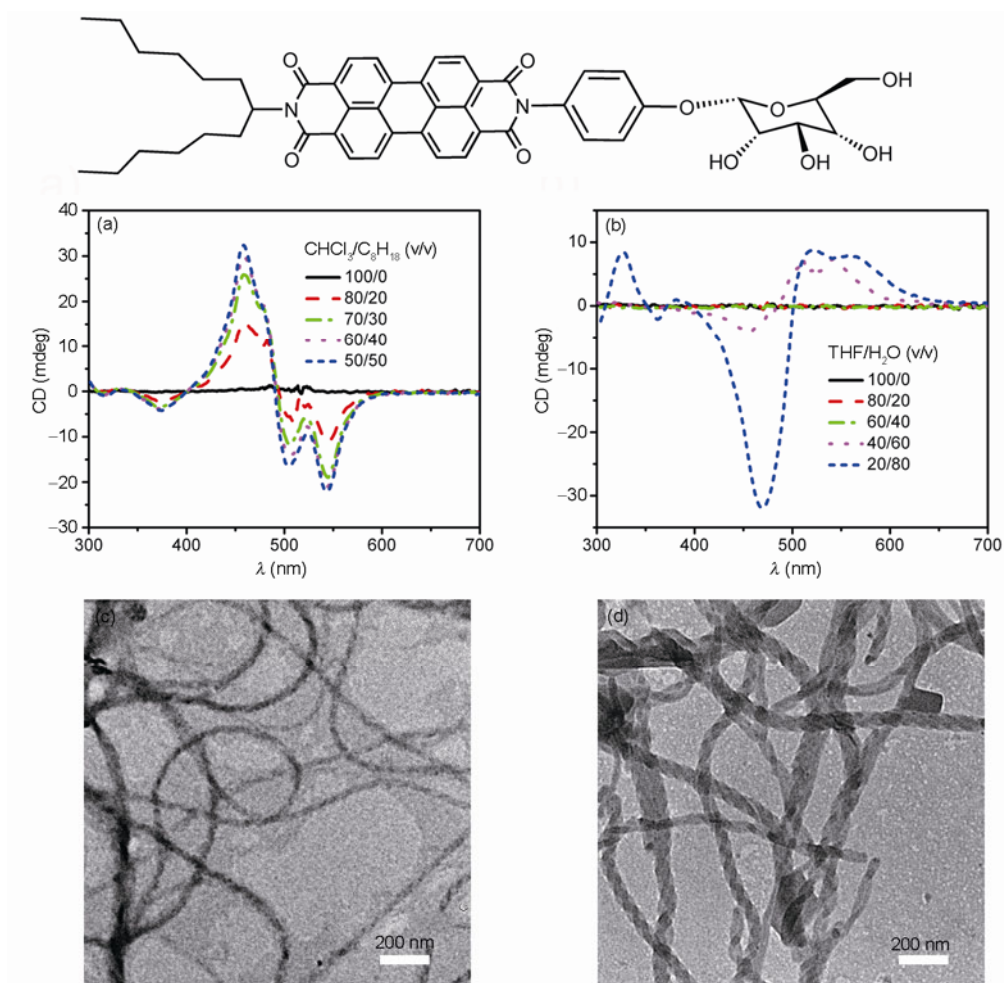 O
O
N
N
O
O
O
O
OH
HO
OH
OH
(a)
CHCl₃/C₈H₁₈ (v/v)
100/0
80/20
70/30
60/40
50/50
40
30
20
10
0
−10
−20
−30
CD (mdeg)
300 400 500 600 700
λ (nm)
(b)
THF/H₂O (v/v)
100/0
80/20
60/40
40/60
20/80
10
0
−10
−20
−30
CD (mdeg)
300 400 500 600 700
λ (nm)
(c)
200 nm
(d)
200 nm